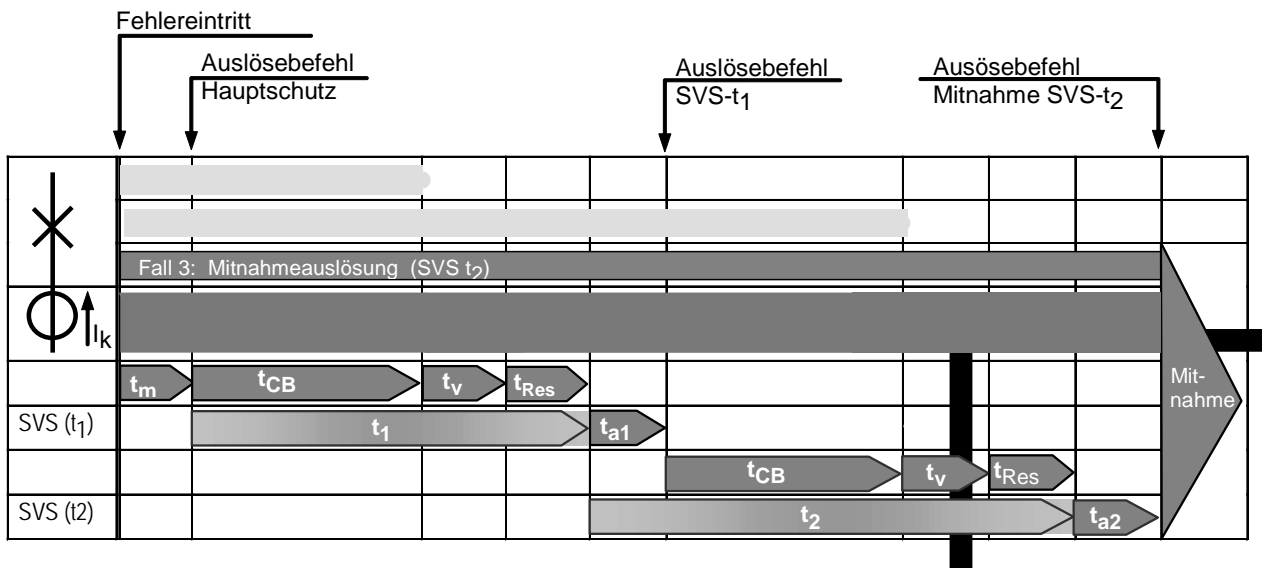 Fehlereintritt
Auslösebefehl
Hauptschutz
Auslösebefehl
SVS-t1
Ausösebefehl
Mitnahme SVS-t2
Fall 3: Mitnahmeauslösung (SVS t2)
Ik
tm
tCB
tv
tRes
Mit-
nahme
SVS (t1)
t1
ta1
tCB
tv
tRes
SVS (t2)
t2
ta2